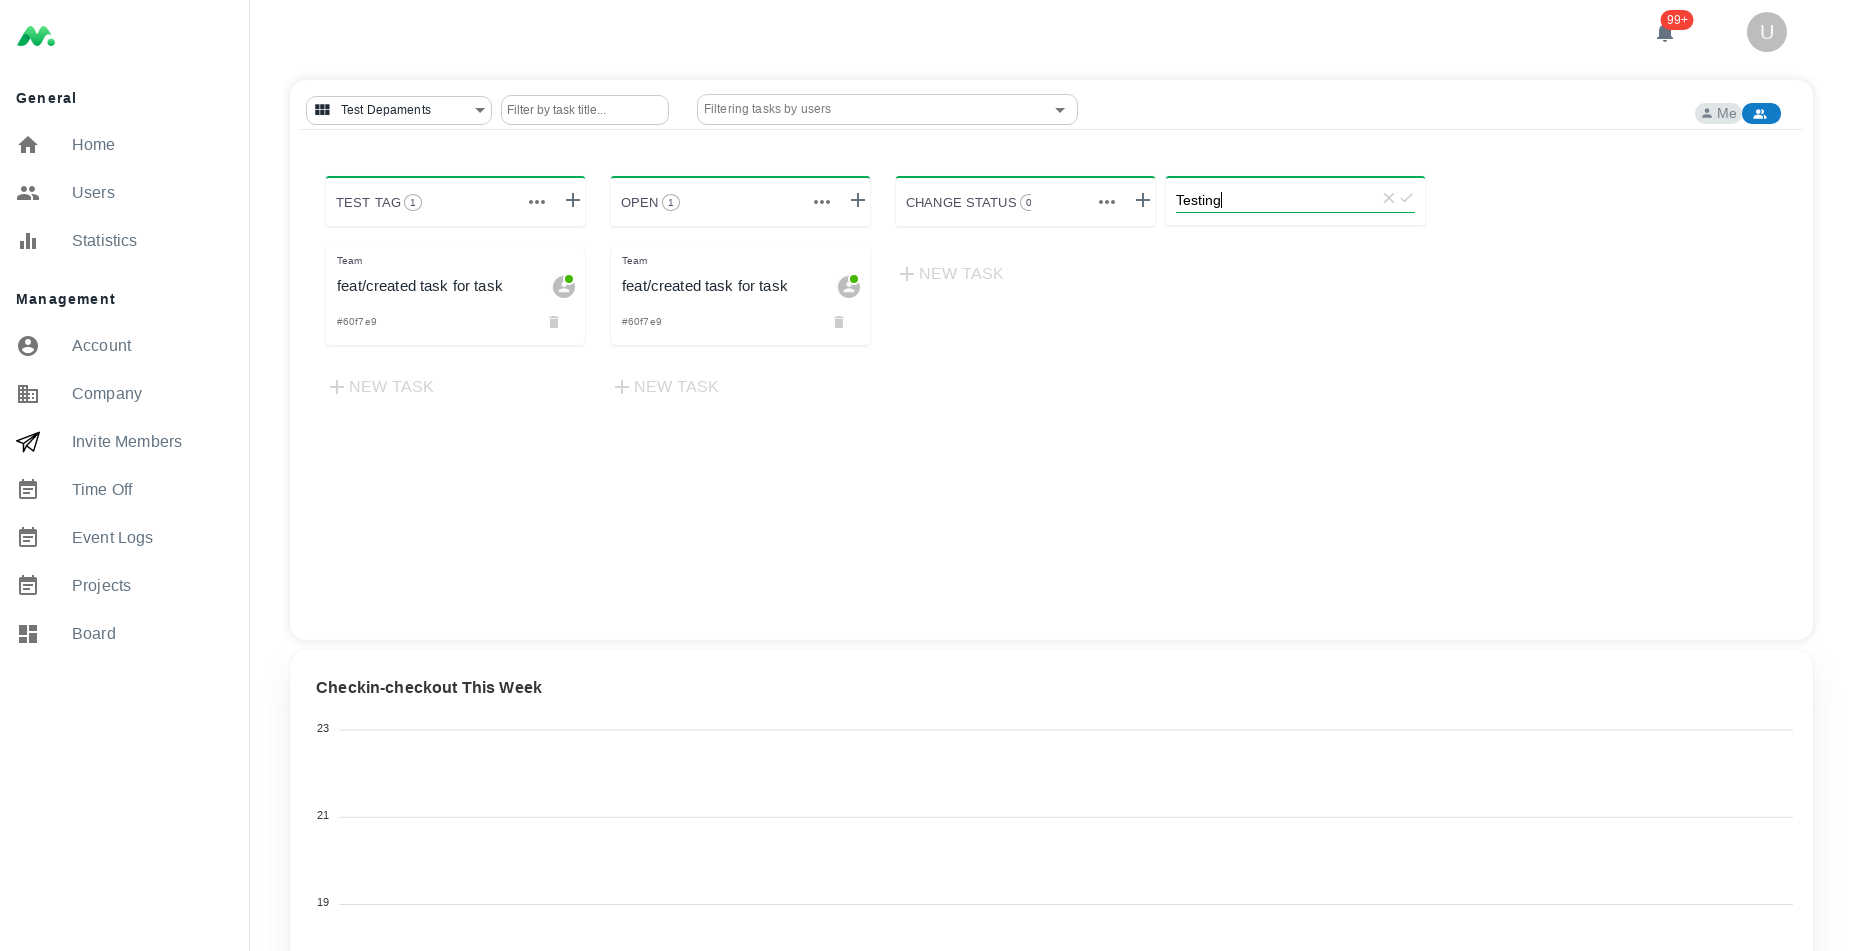 99+
U
General
Home
Users
Statistics
Management
Account
Company
Invite Members
Time Off
Event Logs
Projects
Board
Test Depaments
Filter by task title...
Filtering tasks by users
Me
TEST TAG 1
Team
feat/created task for task
#60f7e9
NEW TASK
OPEN 1
Team
feat/created task for task
#60f7e9
NEW TASK
CHANGE STATUS 0
NEW TASK
Testing
Checkin-checkout This Week
23
21
19